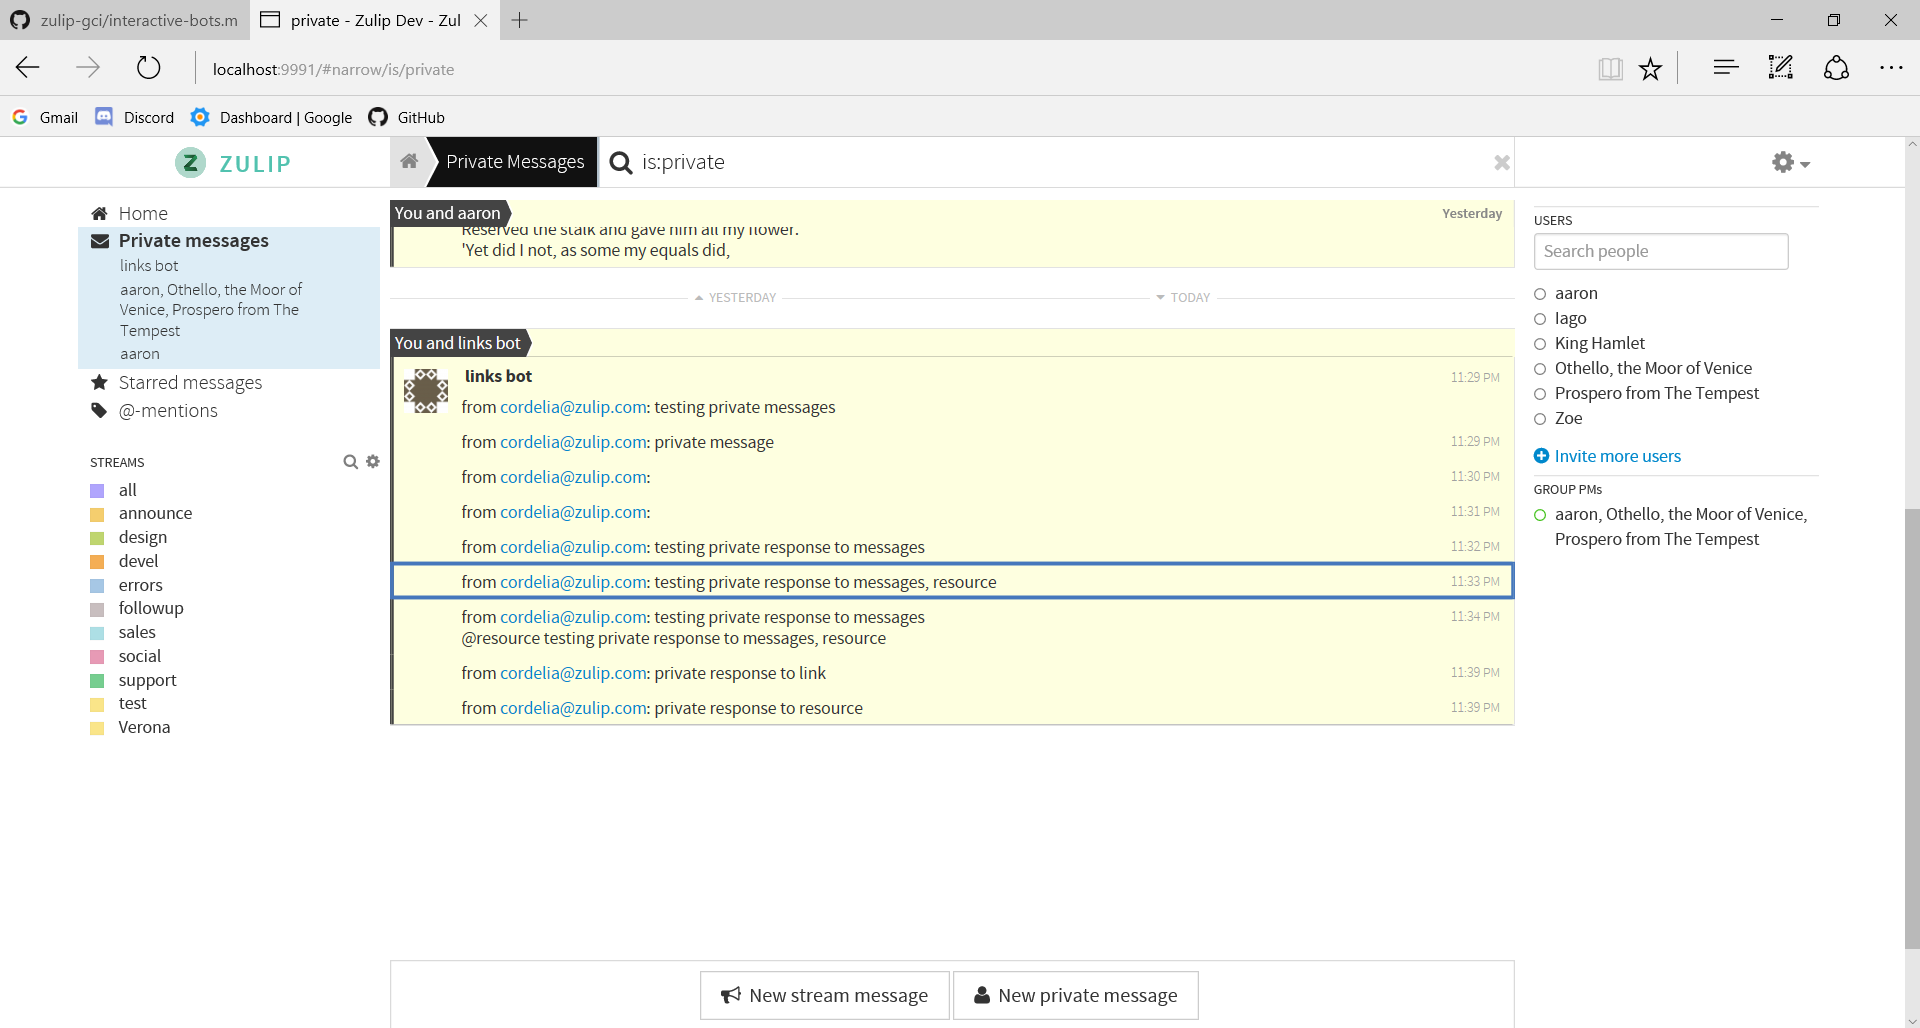 zulip-gci/interactive-bots.m
private - Zulip Dev - Zul
localhost:9991/#narrow/is/private
Gmail
Discord
Dashboard | Google
GitHub
Z ZULIP
Private Messages
is:private
Home
Private messages
links bot
aaron, Othello, the Moor of
Venice, Prospero from The
Tempest
aaron
Starred messages
@-mentions
STREAMS
all
announce
design
devel
errors
followup
sales
social
support
test
Verona
You and aaron
Yesterday
Reserved the stalk and gave him all my flower.
'Yet did I not, as some my equals did,
YESTERDAY
TODAY
You and links bot
links bot
11:29 PM
from cordelia@zulip.com: testing private messages
from cordelia@zulip.com: private message
11:29 PM
from cordelia@zulip.com:
11:30 PM
from cordelia@zulip.com:
11:31 PM
from cordelia@zulip.com: testing private response to messages
11:32 PM
from cordelia@zulip.com: testing private response to messages, resource
11:33 PM
from cordelia@zulip.com: testing private response to messages
11:34 PM
@resource testing private response to messages, resource
from cordelia@zulip.com: private response to link
11:39 PM
from cordelia@zulip.com: private response to resource
11:39 PM
New stream message
New private message
USERS
Search people
aaron
Iago
King Hamlet
Othello, the Moor of Venice
Prospero from The Tempest
Zoe
Invite more users
GROUP PMs
aaron, Othello, the Moor of Venice,
Prospero from The Tempest